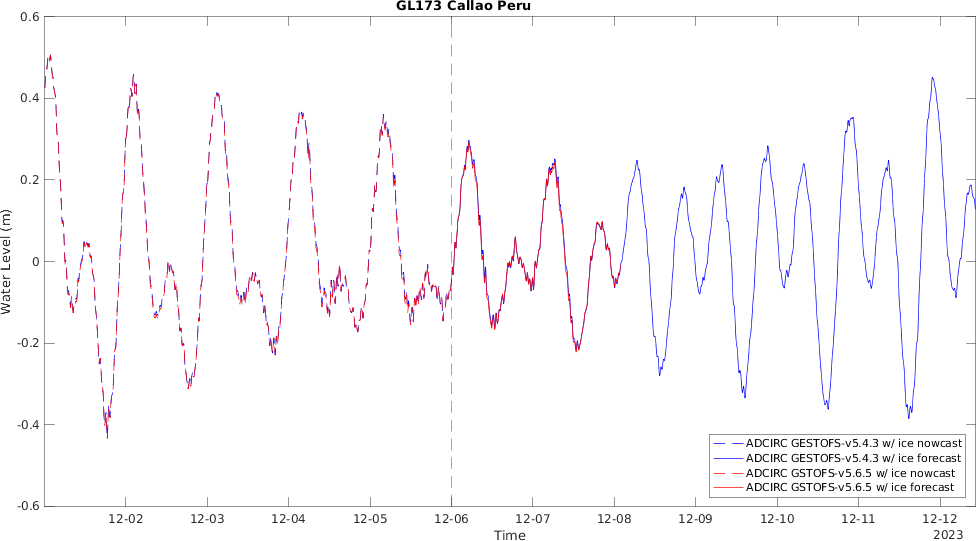 GL173 Callao Peru
0.6
0.4
0.2
0
-0.2
-0.4
-0.6
Water Level (m)
ADCIRC GESTOFS-v5.4.3 w/ ice nowcast
ADCIRC GESTOFS-v5.4.3 w/ ice forecast
ADCIRC GSTOFS-v5.6.5 w/ ice nowcast
ADCIRC GSTOFS-v5.6.5 w/ ice forecast
12-02 12-03 12-04 12-05 12-06 12-07 12-08 12-09 12-10 12-11 12-12
Time
2023